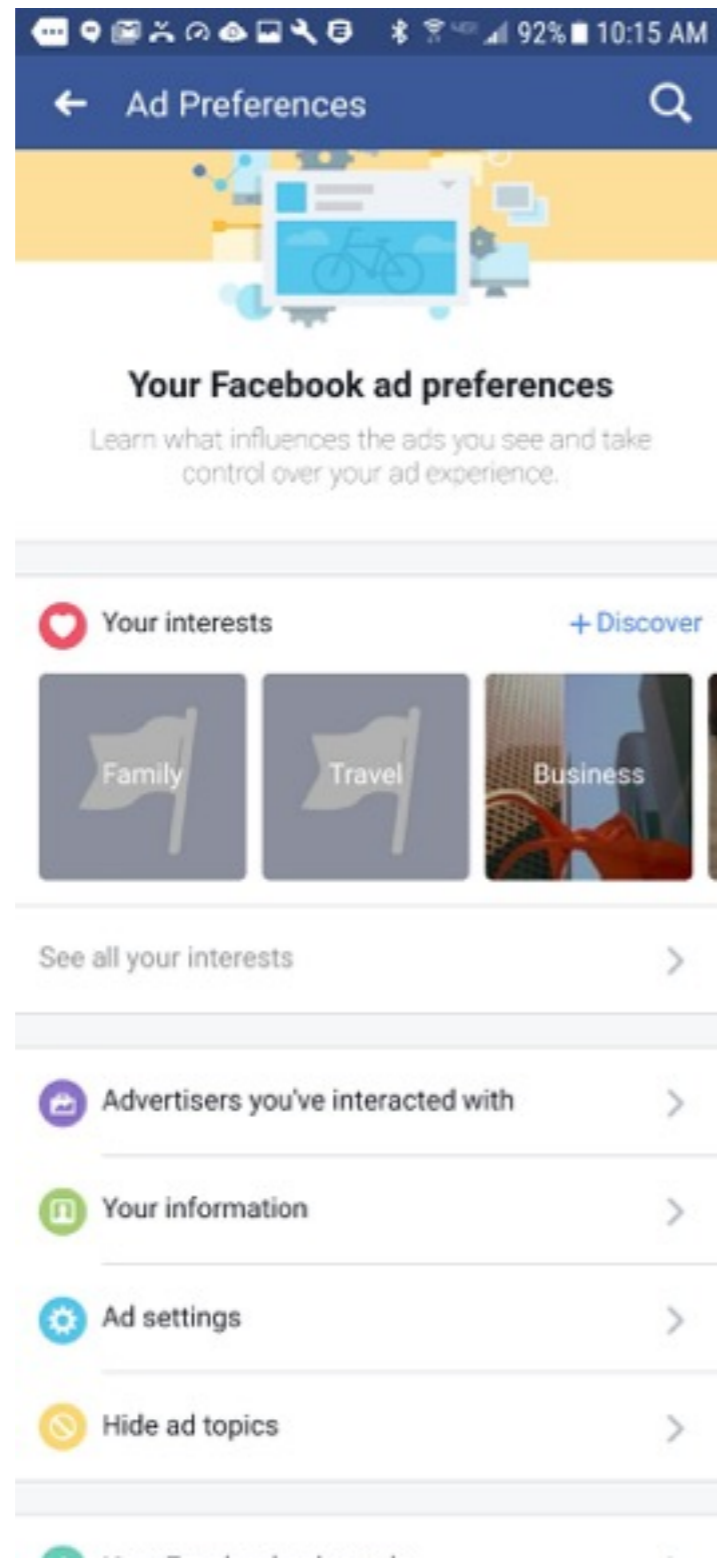 92% 10:15 AM
Ad Preferences
Your Facebook ad preferences
Learn what influences the ads you see and take
control over your ad experience.
Your interests
+ Discover
Family
Travel
Business
See all your interests
Advertisers you've interacted with
Your information
Ad settings
Hide ad topics